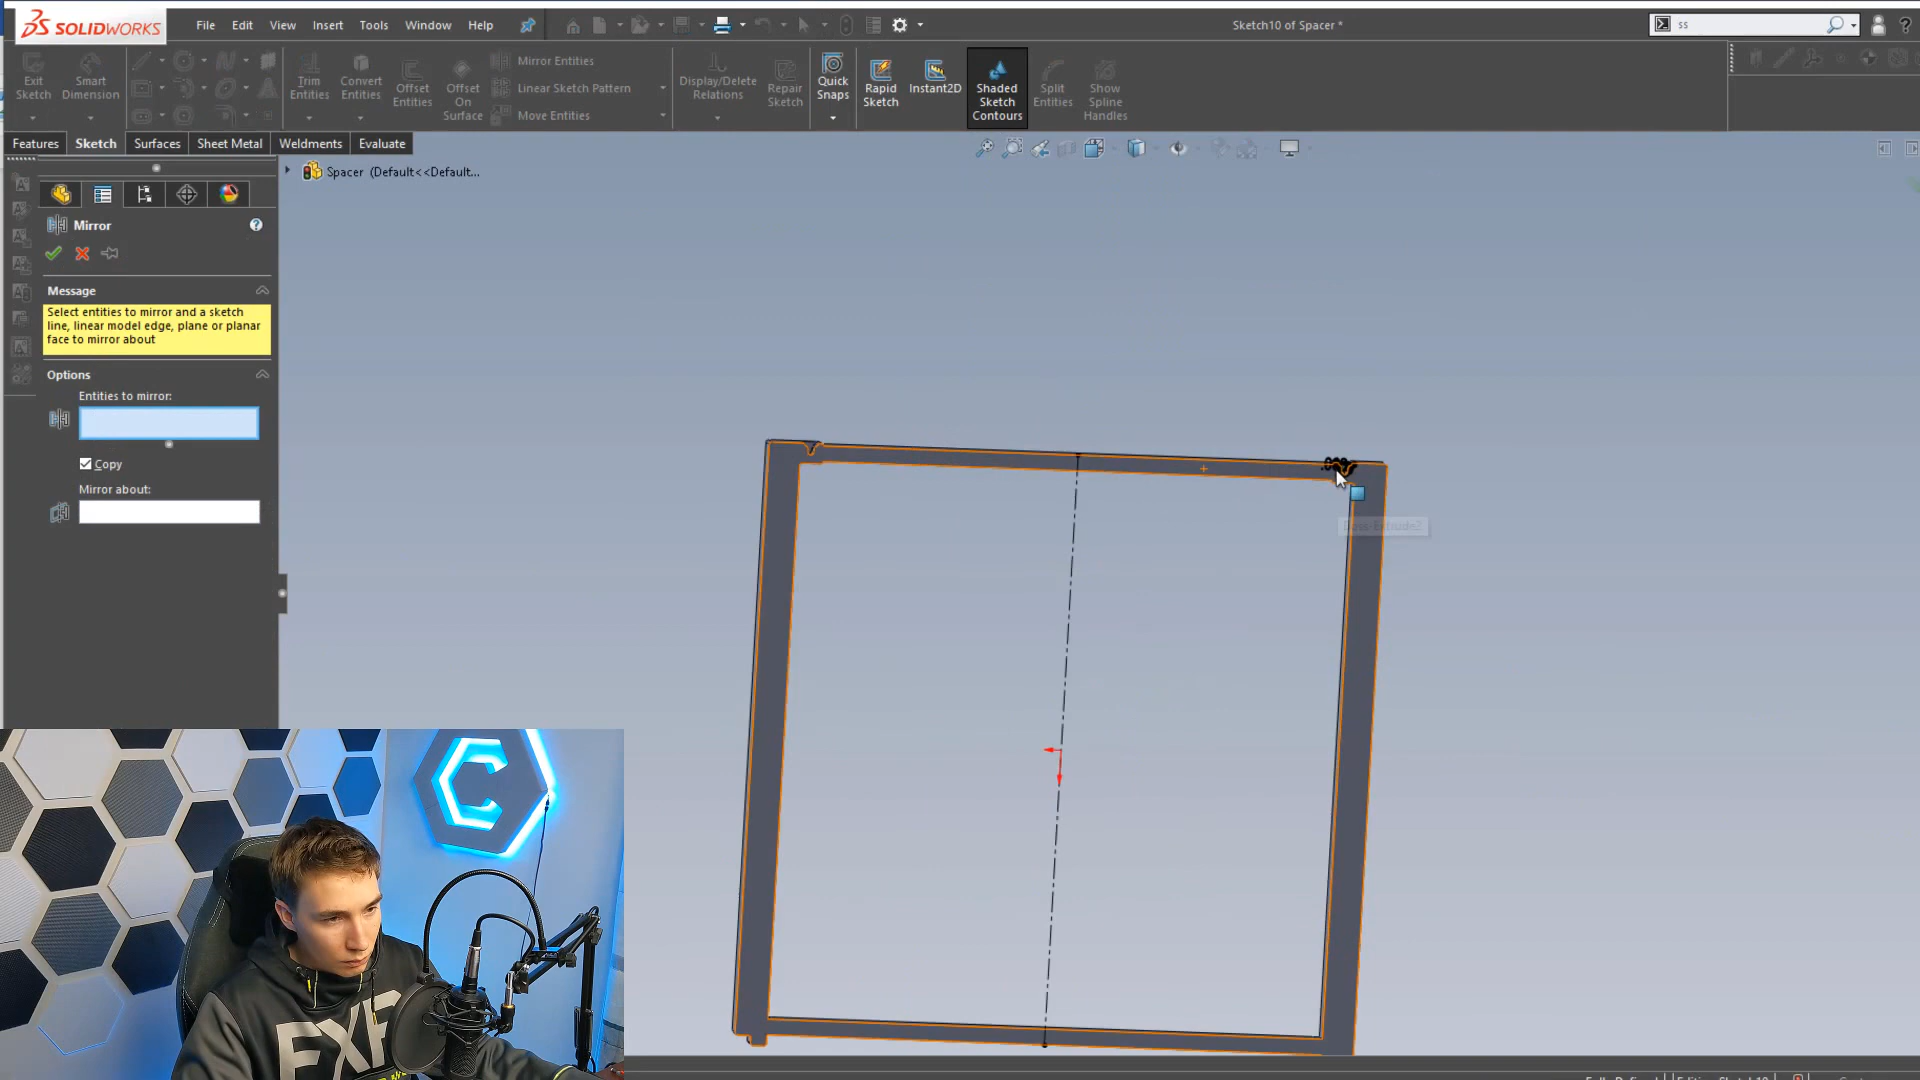 SOLIDWORKS
File Edit View Insert Tools Window Help
Sketch10 of Spacer *
ss
Exit Sketch
Smart Dimension
Trim Entities
Convert Entities
Offset Entities
Offset On Surface
Mirror Entities
Linear Sketch Pattern
Move Entities
Display/Delete Relations
Repair Sketch
Quick Snaps
Rapid Sketch
Instant2D
Shaded Sketch Contours
Split Entities
Show Spline Handles
Features Sketch Surfaces Sheet Metal Weldments Evaluate
Spacer (Default<<Default...
Mirror
Message
Select entities to mirror and a sketch
line, linear model edge, plane or planar
face to mirror about
Options
Entities to mirror:
Copy
Mirror about:
Boss-Extrude2
FXF